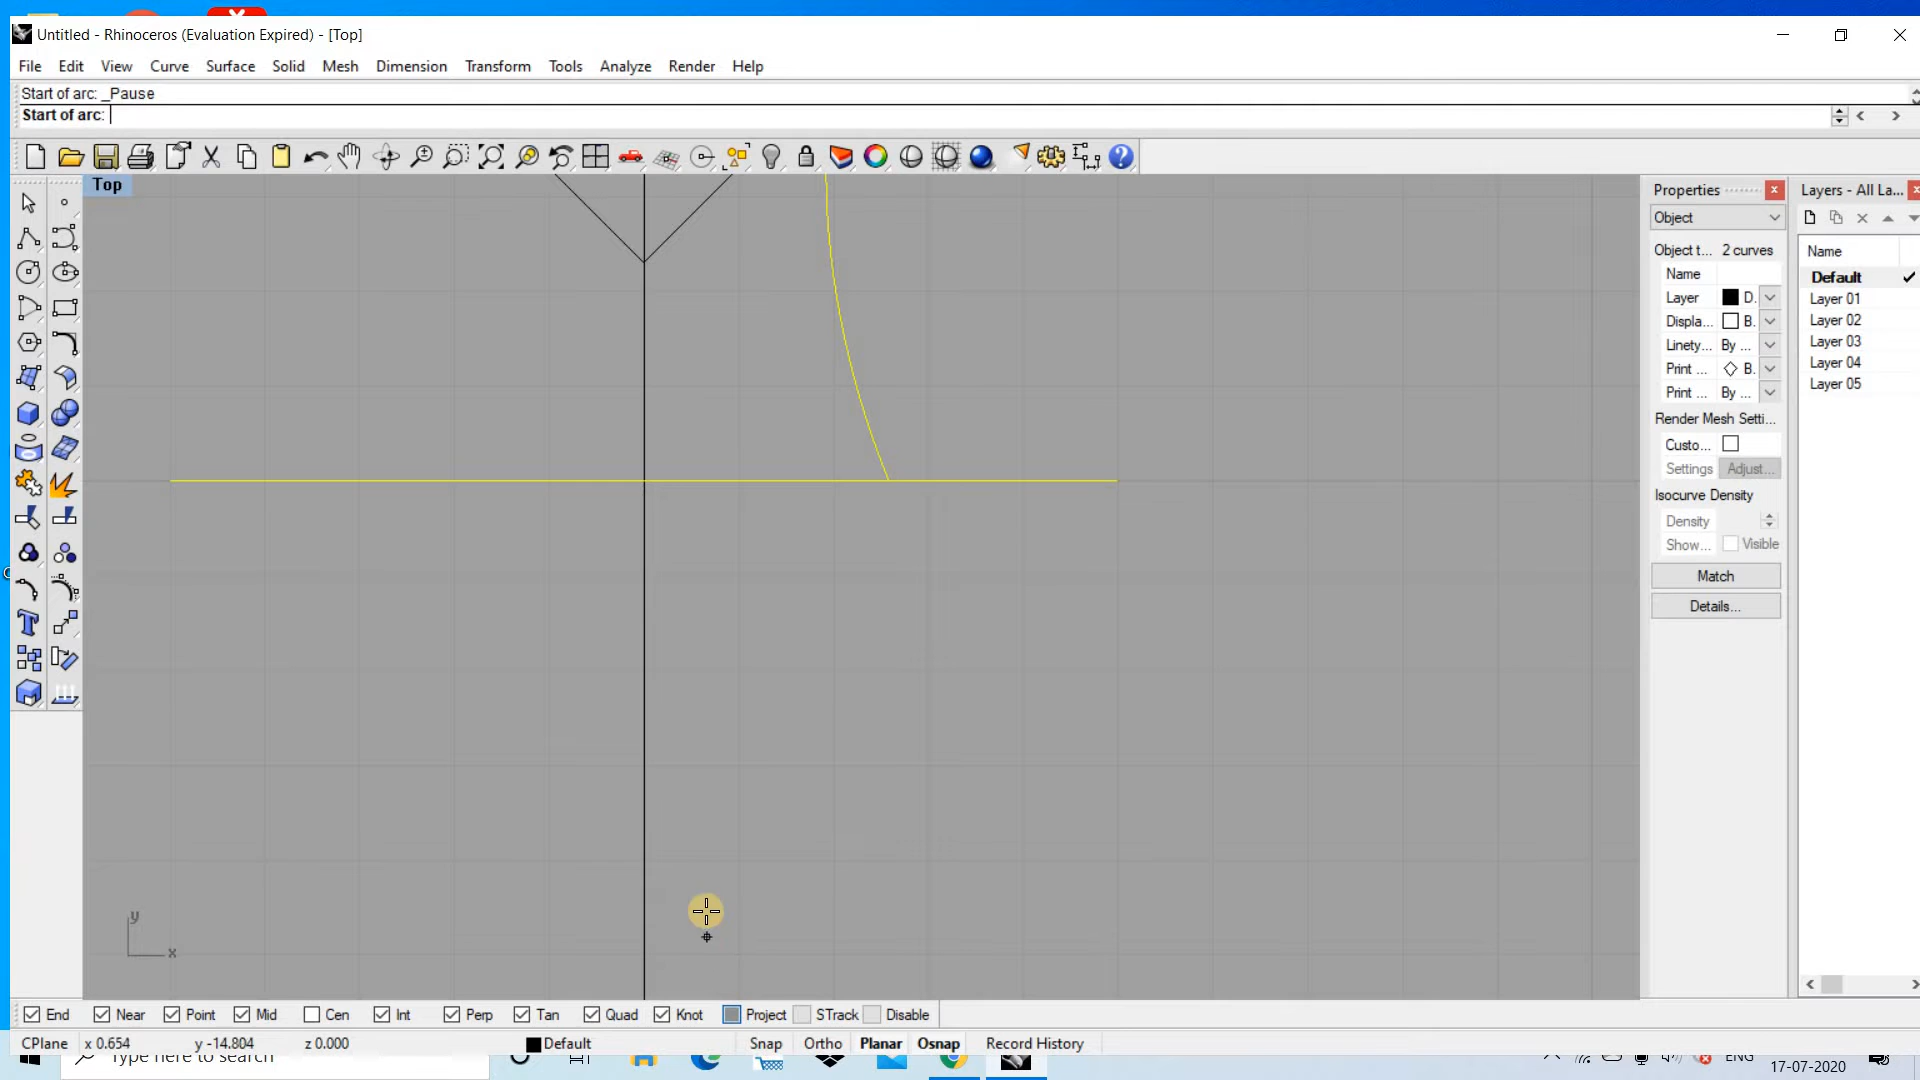 Untitled - Rhinoceros (Evaluation Expired) - [Top]
File Edit View Curve Surface Solid Mesh Dimension Transform Tools Analyze Render Help
Start of arc: _Pause
Start of arc:
Top
Properties
Layers - All La...
Object
Object t... 2 curves
Name
Name
Default
Layer D.
Layer 01
Displa... B.
Layer 02
Linety... By ...
Layer 03
Print ... B.
Layer 04
Print ... By ...
Layer 05
Render Mesh Setti...
Custo...
Settings Adjust...
Isocurve Density
Density
Show... Visible
Match
Details...
y
x
End Near Point Mid Cen Int Perp Tan Quad Knot Project STrack Disable
CPlane x 0.654 y -14.804 z 0.000 Default Snap Ortho Planar Osnap Record History
Type here to search
ENG
17-07-2020